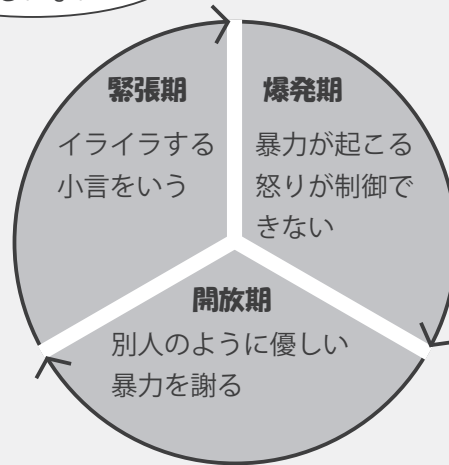 緊張期
イライラする
小言をいう
爆発期
暴力が起こる
怒りが制御で
きない
開放期
別人のように優しい
暴力を謝る